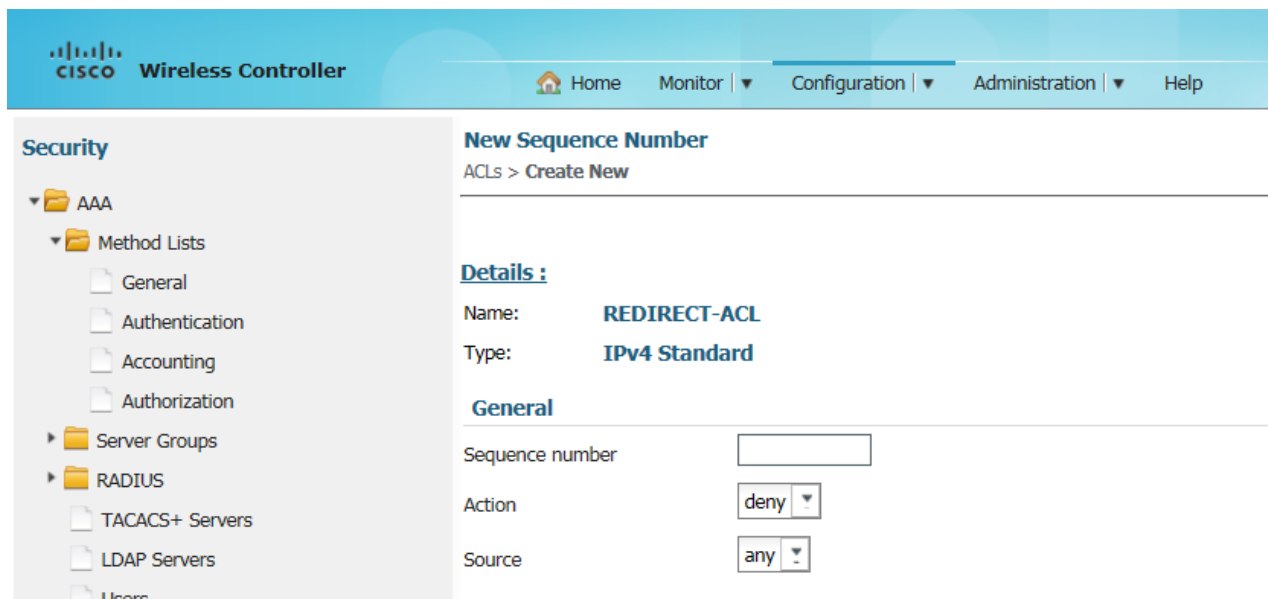 CISCO Wireless Controller
Home Monitor Configuration Administration Help
Security
AAA
Method Lists
General
Authentication
Accounting
Authorization
Server Groups
RADIUS
TACACS+ Servers
LDAP Servers
Users
New Sequence Number
ACLs > Create New
Details :
Name: REDIRECT-ACL
Type: IPv4 Standard
General
Sequence number
Action deny
Source any